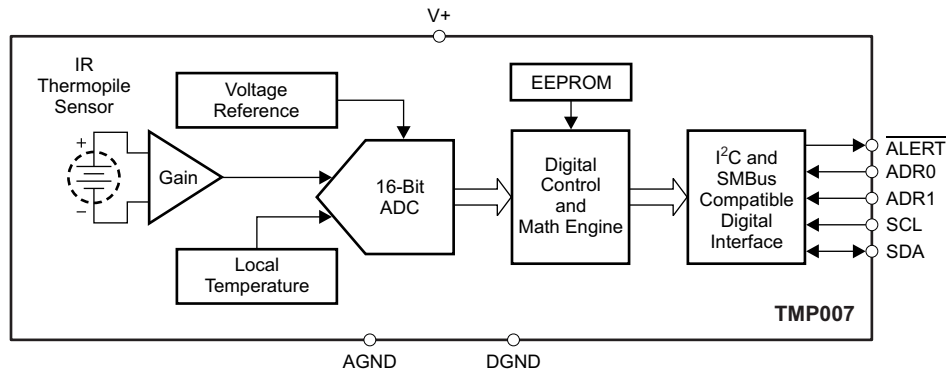 V+
IR
Thermopile
Sensor
+
−
Gain
Voltage
Reference
16-Bit
ADC
Local
Temperature
EEPROM
Digital
Control
and
Math Engine
I²C and
SMBus
Compatible
Digital
Interface
ALERT
ADR0
ADR1
SCL
SDA
TMP007
AGND
DGND